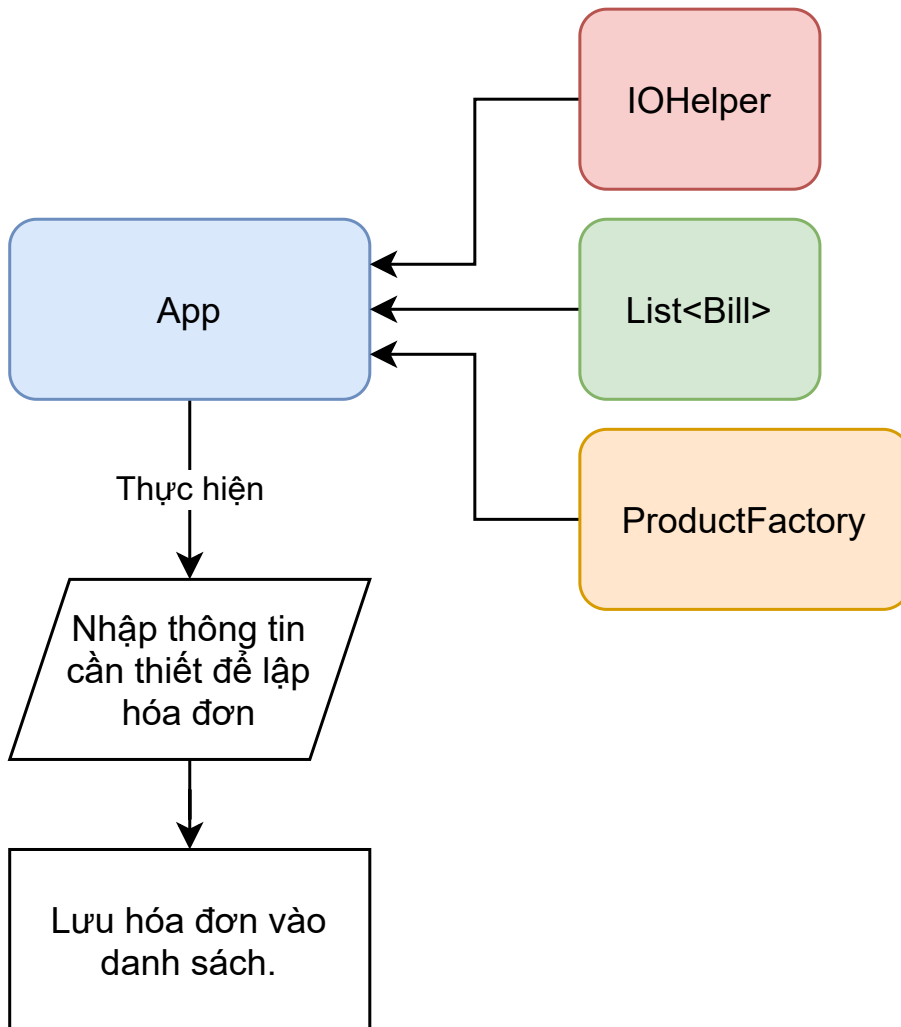 IOHelper
App
List<Bill>
Thực hiện
ProductFactory
Nhập thông tin
cần thiết để lập
hóa đơn
Lưu hóa đơn vào
danh sách.